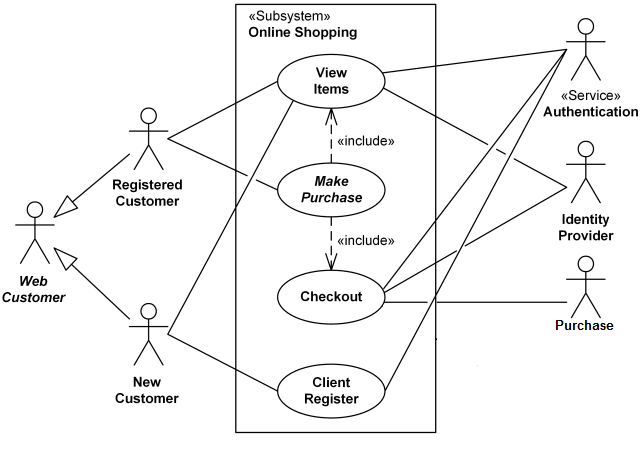 «Subsystem»
Online Shopping
View
Items
«include»
Make
Purchase
«include»
Checkout
Client
Register
Registered
Customer
Web
Customer
New
Customer
«Service»
Authentication
Identity
Provider
Purchase